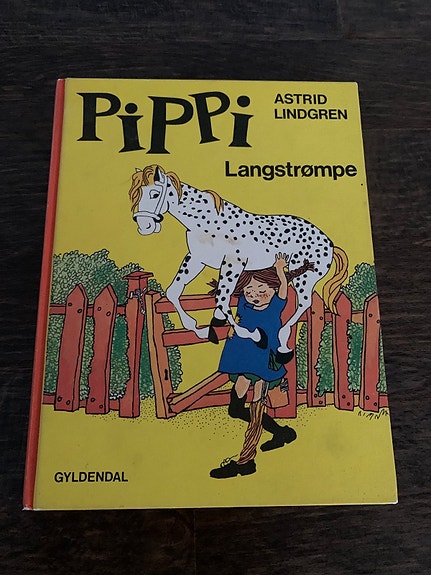 PiPPi
ASTRID
LINDGREN
Langstrømpe
GYLDENDAL